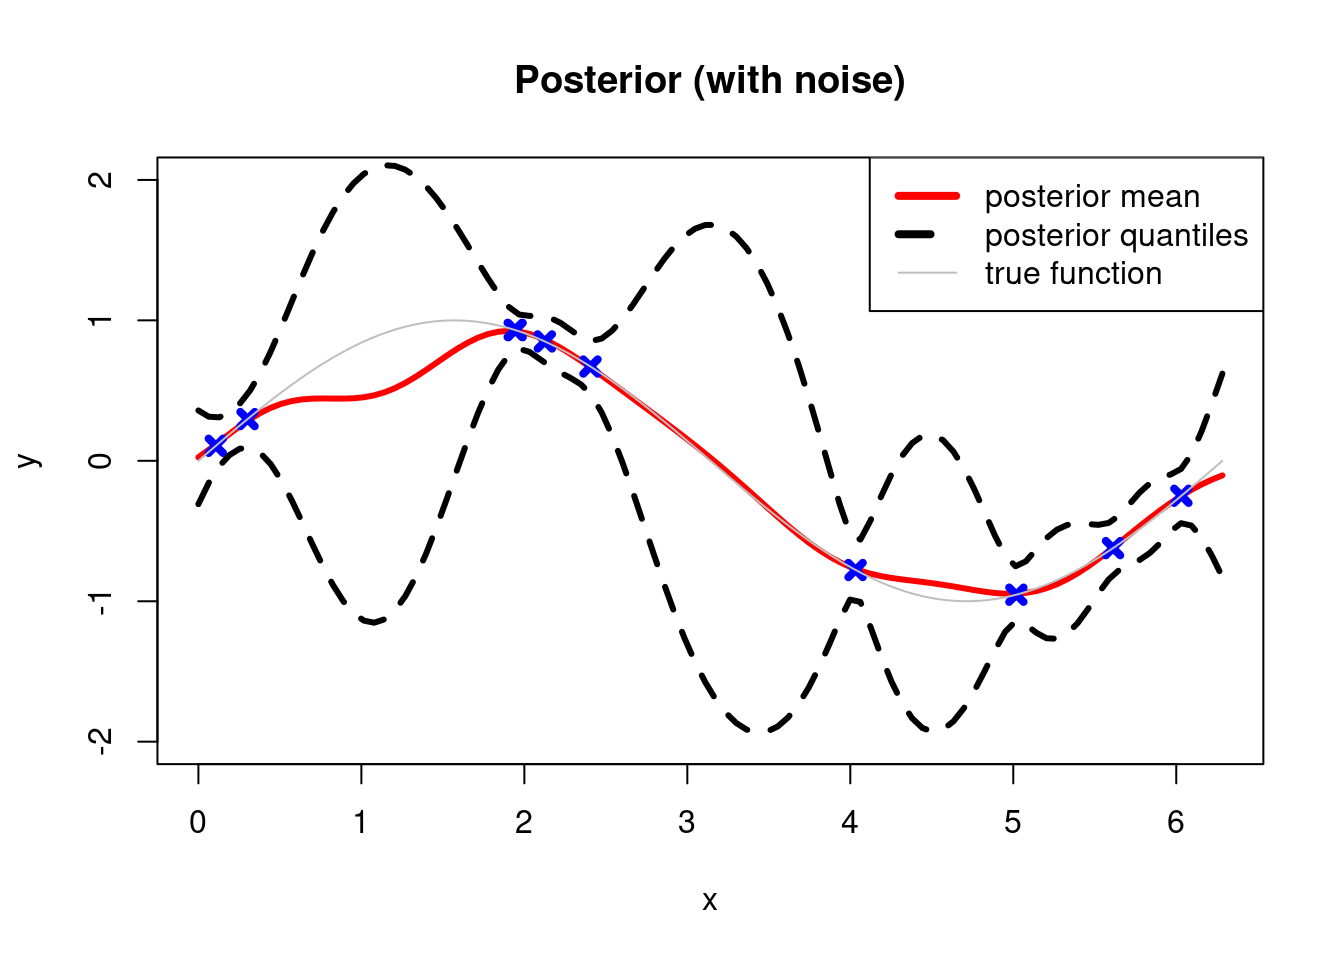 Posterior (with noise)
posterior mean
posterior quantiles
true function
2
1
0
-1
-2
y
0 1 2 3 4 5 6
x